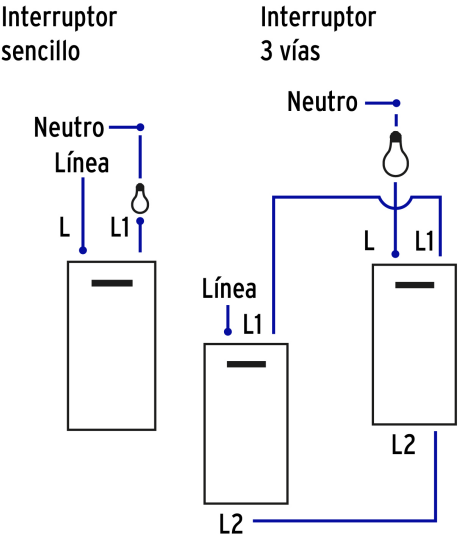 Interruptor
sencillo
Neutro
Línea
L
L1
Interruptor
3 vías
Neutro
L
L1
Línea
L1
L2
L2